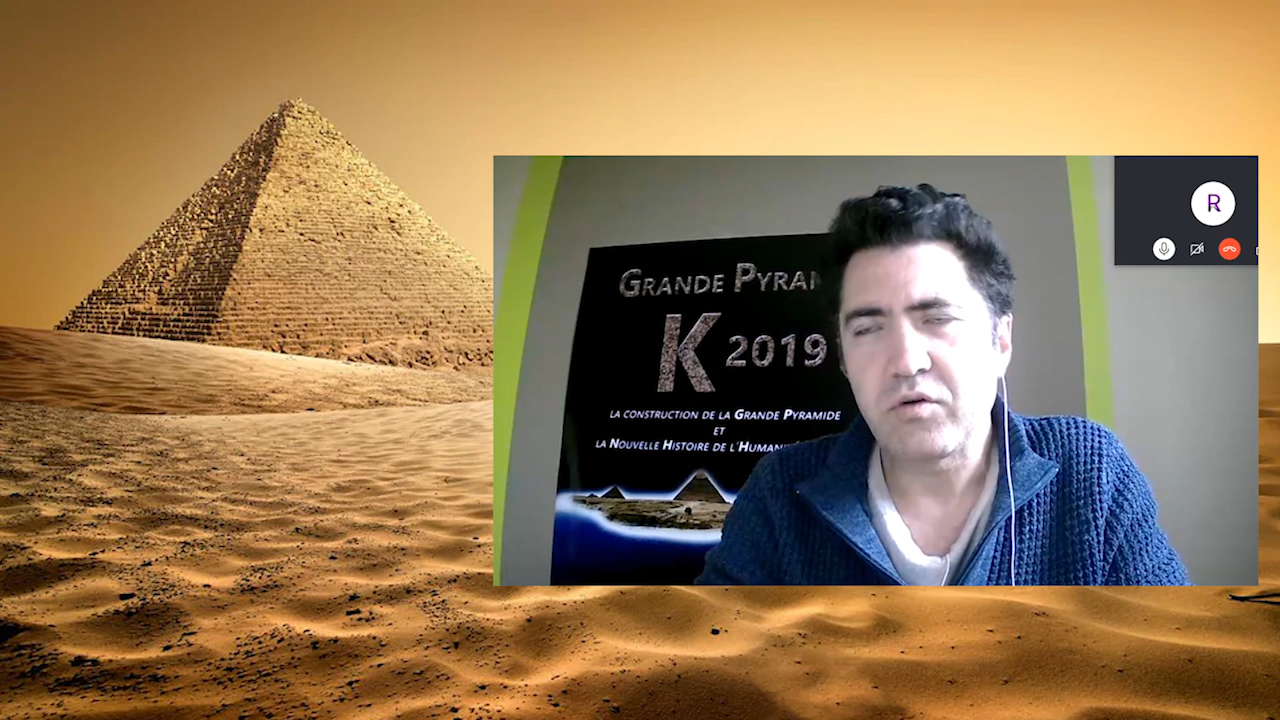 GRANDE PYRAM
K 2019
LA CONSTRUCTION DE LA GRANDE PYRAMIDE
ET
LA NOUVELLE HISTOIRE DE L'HUMANI
R